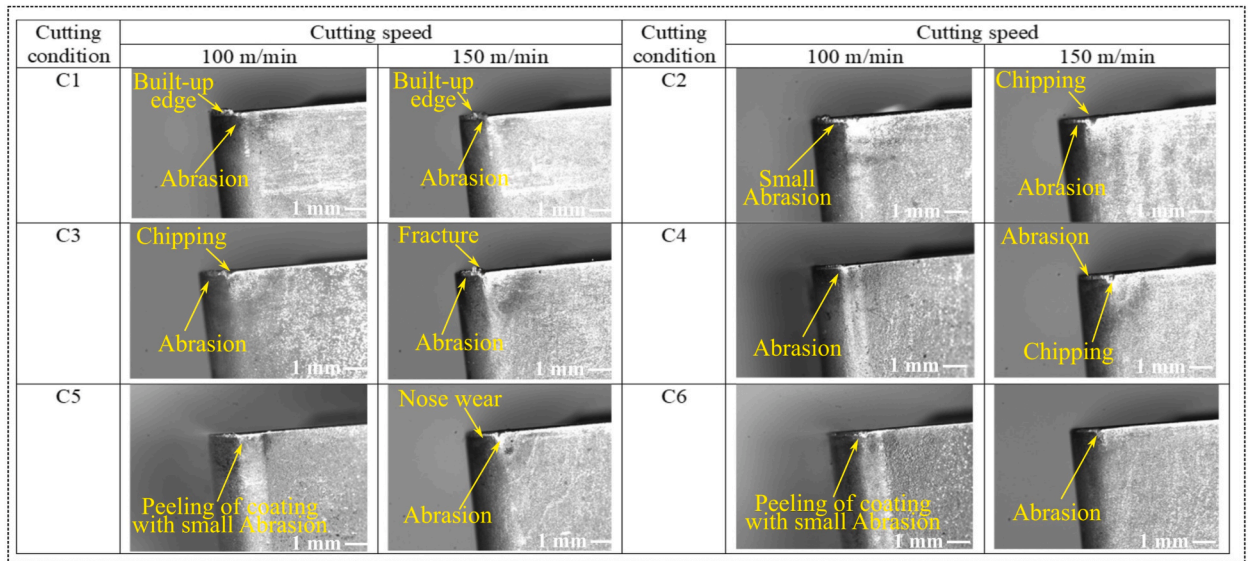 Cutting condition
Cutting speed
Cutting condition
Cutting speed
100 m/min
150 m/min
100 m/min
150 m/min
C1
Built-up
edge
Abrasion
1 mm
Built-up
edge
Abrasion
1 mm
C2
Small
Abrasion
1 mm
Chipping
Abrasion
1 mm
C3
Chipping
Abrasion
1 mm
Fracture
Abrasion
1 mm
C4
Abrasion
1 mm
Abrasion
Chipping
1 mm
C5
Peeling of coating
with small Abrasion
1 mm
Nose wear
Abrasion
1 mm
C6
Peeling of coating
with small Abrasion
1 mm
Abrasion
1 mm